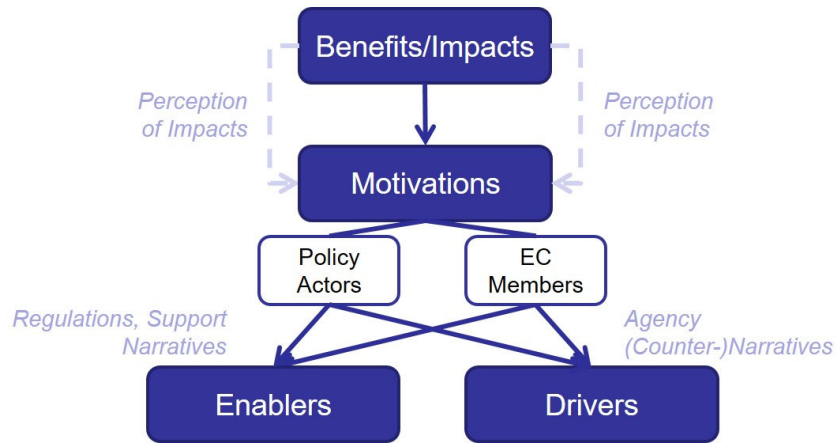 Benefits/Impacts
Perception
of Impacts
Perception
of Impacts
Motivations
Policy
Actors
EC
Members
Regulations, Support
Narratives
Agency
(Counter-)Narratives
Enablers
Drivers